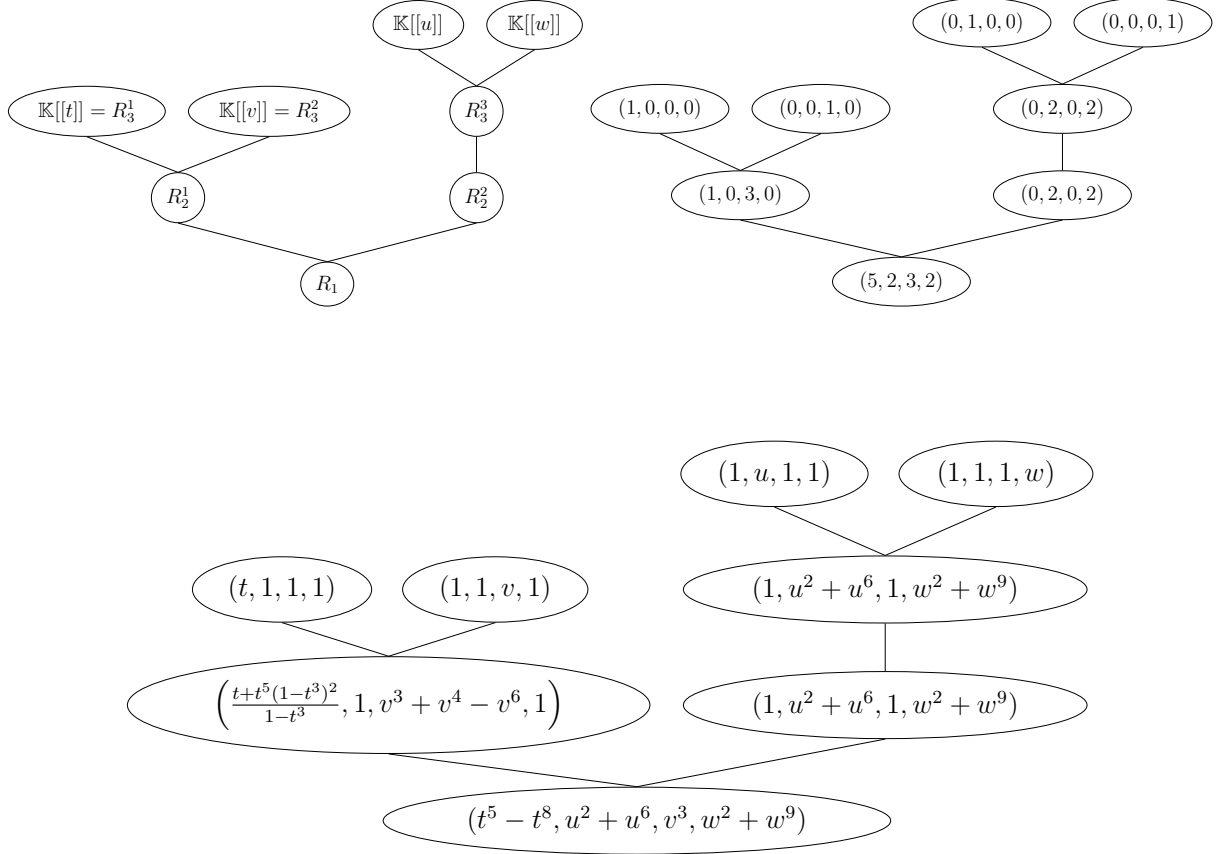 𝕂[[u]] 𝕂[[w]]
𝕂[[t]] = R_3^1 𝕂[[v]] = R_3^2 R_3^3
R_2^1 R_2^2
R_1
(0, 1, 0, 0) (0, 0, 0, 1)
(1, 0, 0, 0) (0, 0, 1, 0) (0, 2, 0, 2)
(1, 0, 3, 0) (0, 2, 0, 2)
(5, 2, 3, 2)
(1, u, 1, 1) (1, 1, 1, w)
(t, 1, 1, 1) (1, 1, v, 1) (1, u^2 + u^6, 1, w^2 + w^9)
(\frac{t+t^5(1-t^3)^2}{1-t^3}, 1, v^3 + v^4 − v^6, 1) (1, u^2 + u^6, 1, w^2 + w^9)
(t^5 − t^8, u^2 + u^6, v^3, w^2 + w^9)